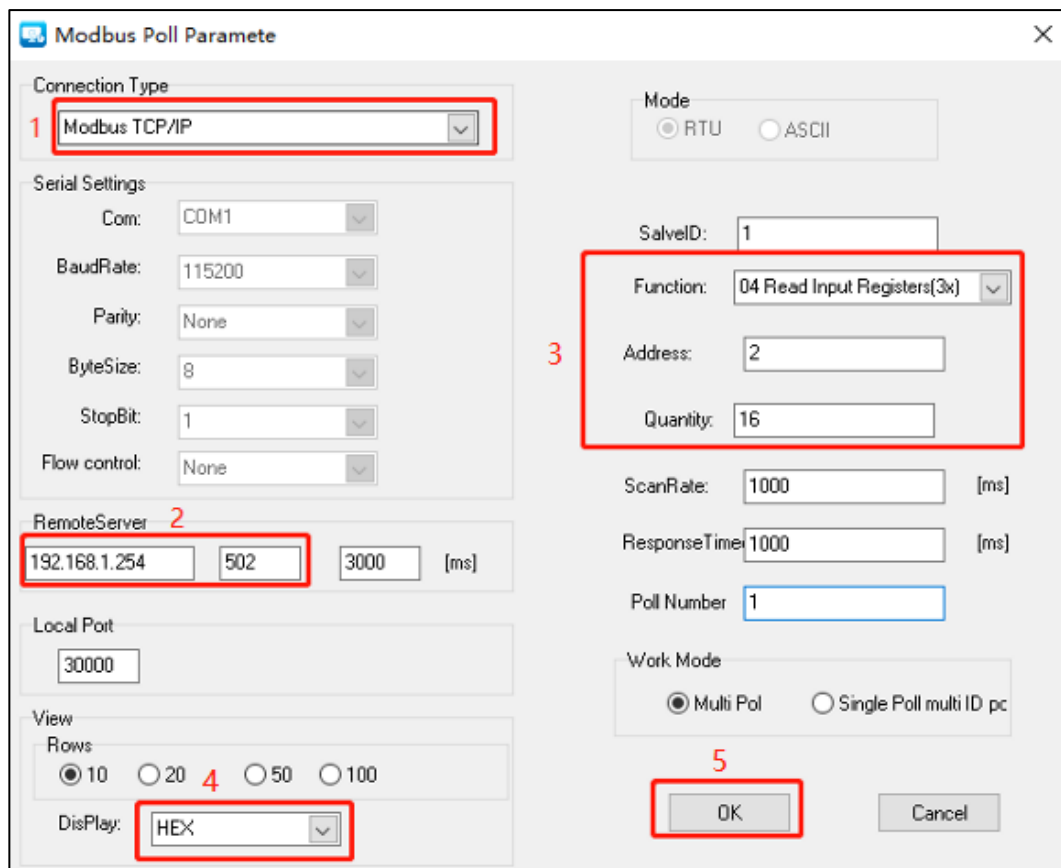 Modbus Poll Paramete
Connection Type
1 Modbus TCP/IP
Mode
RTU ASCII
Serial Settings
Com: COM1
BaudRate: 115200
Parity: None
ByteSize: 8
StopBit: 1
Flow control: None
SalveID: 1
3
Function: 04 Read Input Registers(3x)
Address: 2
Quantity: 16
ScanRate: 1000 [ms]
ResponseTime 1000 [ms]
Poll Number 1
RemoteServer 2
192.168.1.254 502 3000 [ms]
Local Port
30000
Work Mode
Multi Pol Single Poll multi ID pc
View
Rows
10 20 50 100
4
DisPlay: HEX
5
OK Cancel